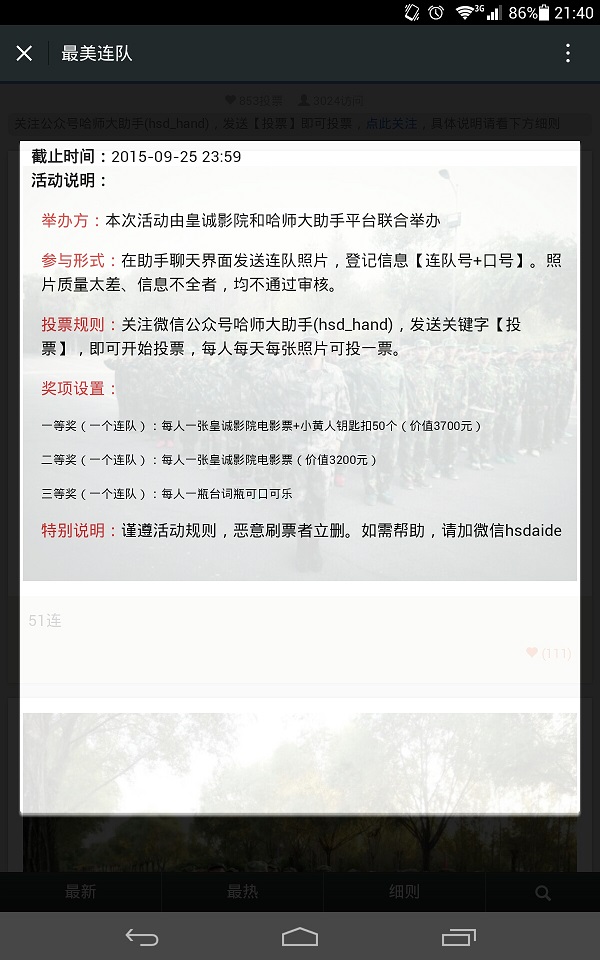 3G 86% 21:40
最美连队
853投票 3024访问
关注公众号哈师大助手(hsd_hand)，发送【投票】即可投票，点此关注，具体说明请看下方细则
截止时间：2015-09-25 23:59
活动说明：
举办方：本次活动由皇诚影院和哈师大助手平台联合举办
参与形式：在助手聊天界面发送连队照片，登记信息【连队号+口号】。照
片质量太差、信息不全者，均不通过审核。
投票规则：关注微信公众号哈师大助手(hsd_hand)，发送关键字【投
票】，即可开始投票，每人每天每张照片可投一票。
奖项设置：
一等奖（一个连队）：每人一张皇诚影院电影票+小黄人钥匙扣50个（价值3700元）
二等奖（一个连队）：每人一张皇诚影院电影票（价值3200元）
三等奖（一个连队）：每人一瓶台词瓶可口可乐
特别说明：谨遵活动规则，恶意刷票者立删。如需帮助，请加微信hsdaide
51连
(111)
最新 最热 细则